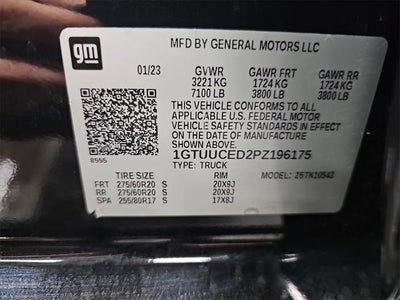 gm
MFD BY GENERAL MOTORS LLC
01/23 GVWR GAWR FRT GAWR RR
3221 KG 1724 KG 1724 KG
7100 LB 3800 LB 3800 LB
THIS VEHICLE CONFORMS TO ALL
APPLICABLE U.S. FEDERAL MOTOR
VEHICLE SAFETY STANDARDS IN EFFECT
ON THE DATE OF MANUFACTURE
SHOWN ABOVE.
1GTUUCED2PZ196175
8555 TYPE: TRUCK
TIRE SIZE RIM MODEL: 25TK10543
FRT 275/60R20 S 20X9J
RR 275/60R20 S 20X9J
SPA 255/80R17 S 17X8J